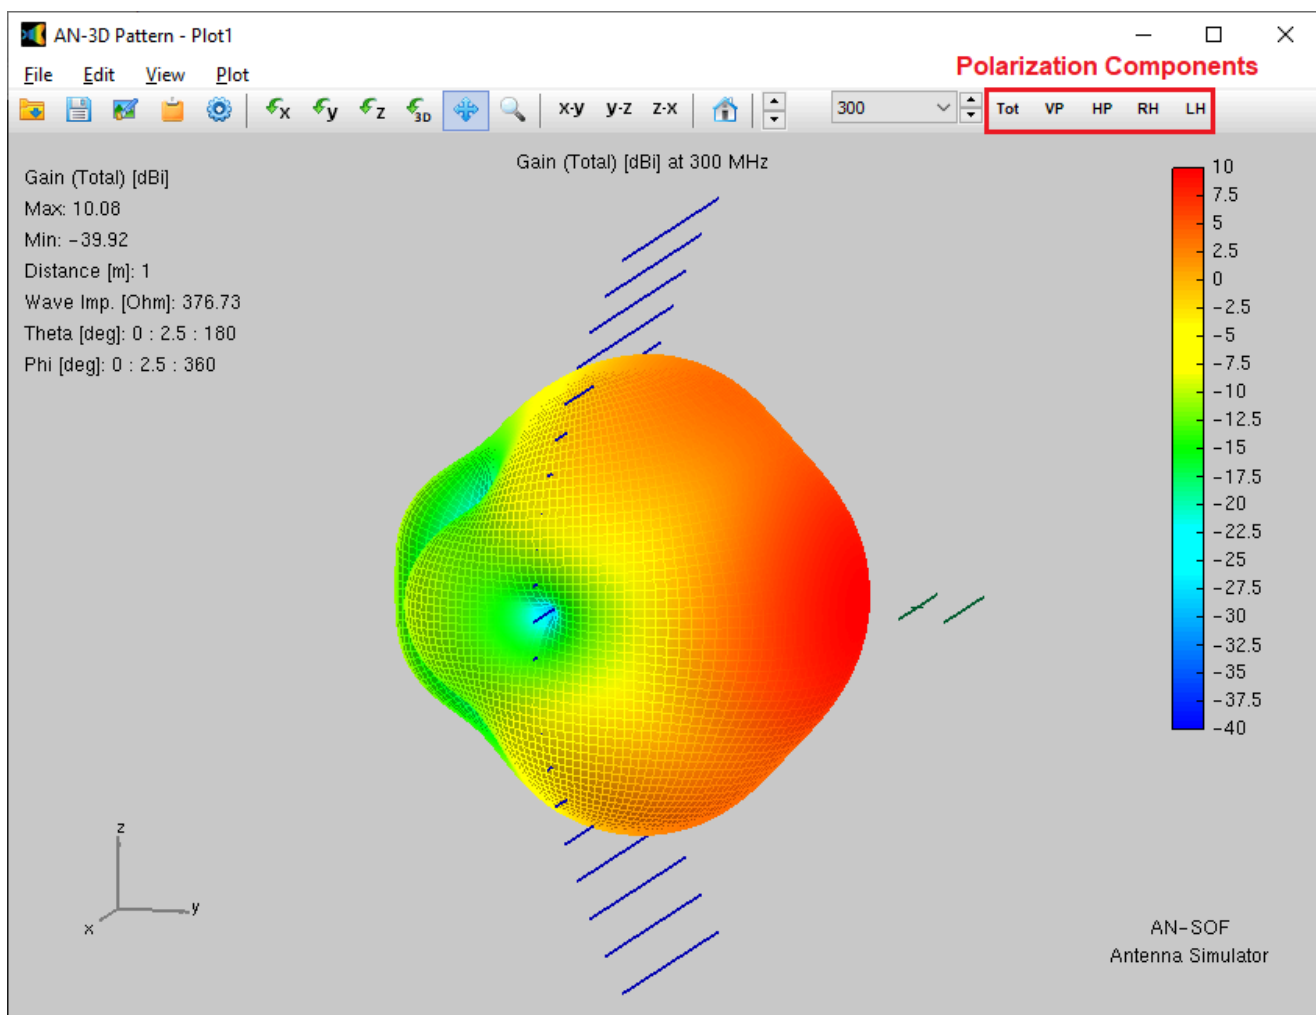 AN-3D Pattern - Plot1
Polarization Components
File Edit View Plot
x y z 3D x-y y-z z-x 300 Tot VP HP RH LH
Gain (Total) [dBi] at 300 MHz
Gain (Total) [dBi]
Max: 10.08
Min: -39.92
Distance [m]: 1
Wave Imp. [Ohm]: 376.73
Theta [deg]: 0 : 2.5 : 180
Phi [deg]: 0 : 2.5 : 360
10
7.5
5
2.5
0
-2.5
-5
-7.5
-10
-12.5
-15
-17.5
-20
-22.5
-25
-27.5
-30
-32.5
-35
-37.5
-40
z
y
x
AN-SOF
Antenna Simulator